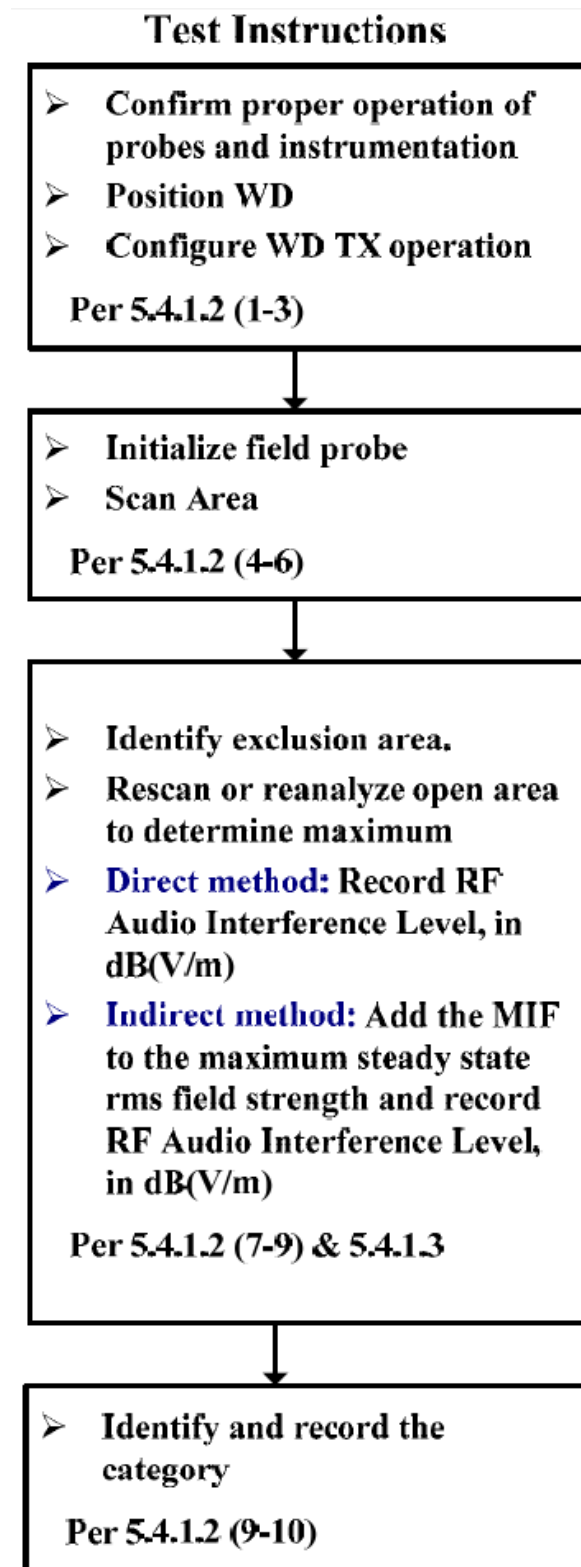 Test Instructions
➢ Confirm proper operation of
probes and instrumentation
➢ Position WD
➢ Configure WD TX operation
Per 5.4.1.2 (1-3)
➢ Initialize field probe
➢ Scan Area
Per 5.4.1.2 (4-6)
➢ Identify exclusion area.
➢ Rescan or reanalyze open area
to determine maximum
➢ Direct method: Record RF
Audio Interference Level, in
dB(V/m)
➢ Indirect method: Add the MIF
to the maximum steady state
rms field strength and record
RF Audio Interference Level,
in dB(V/m)
Per 5.4.1.2 (7-9) & 5.4.1.3
➢ Identify and record the
category
Per 5.4.1.2 (9-10)